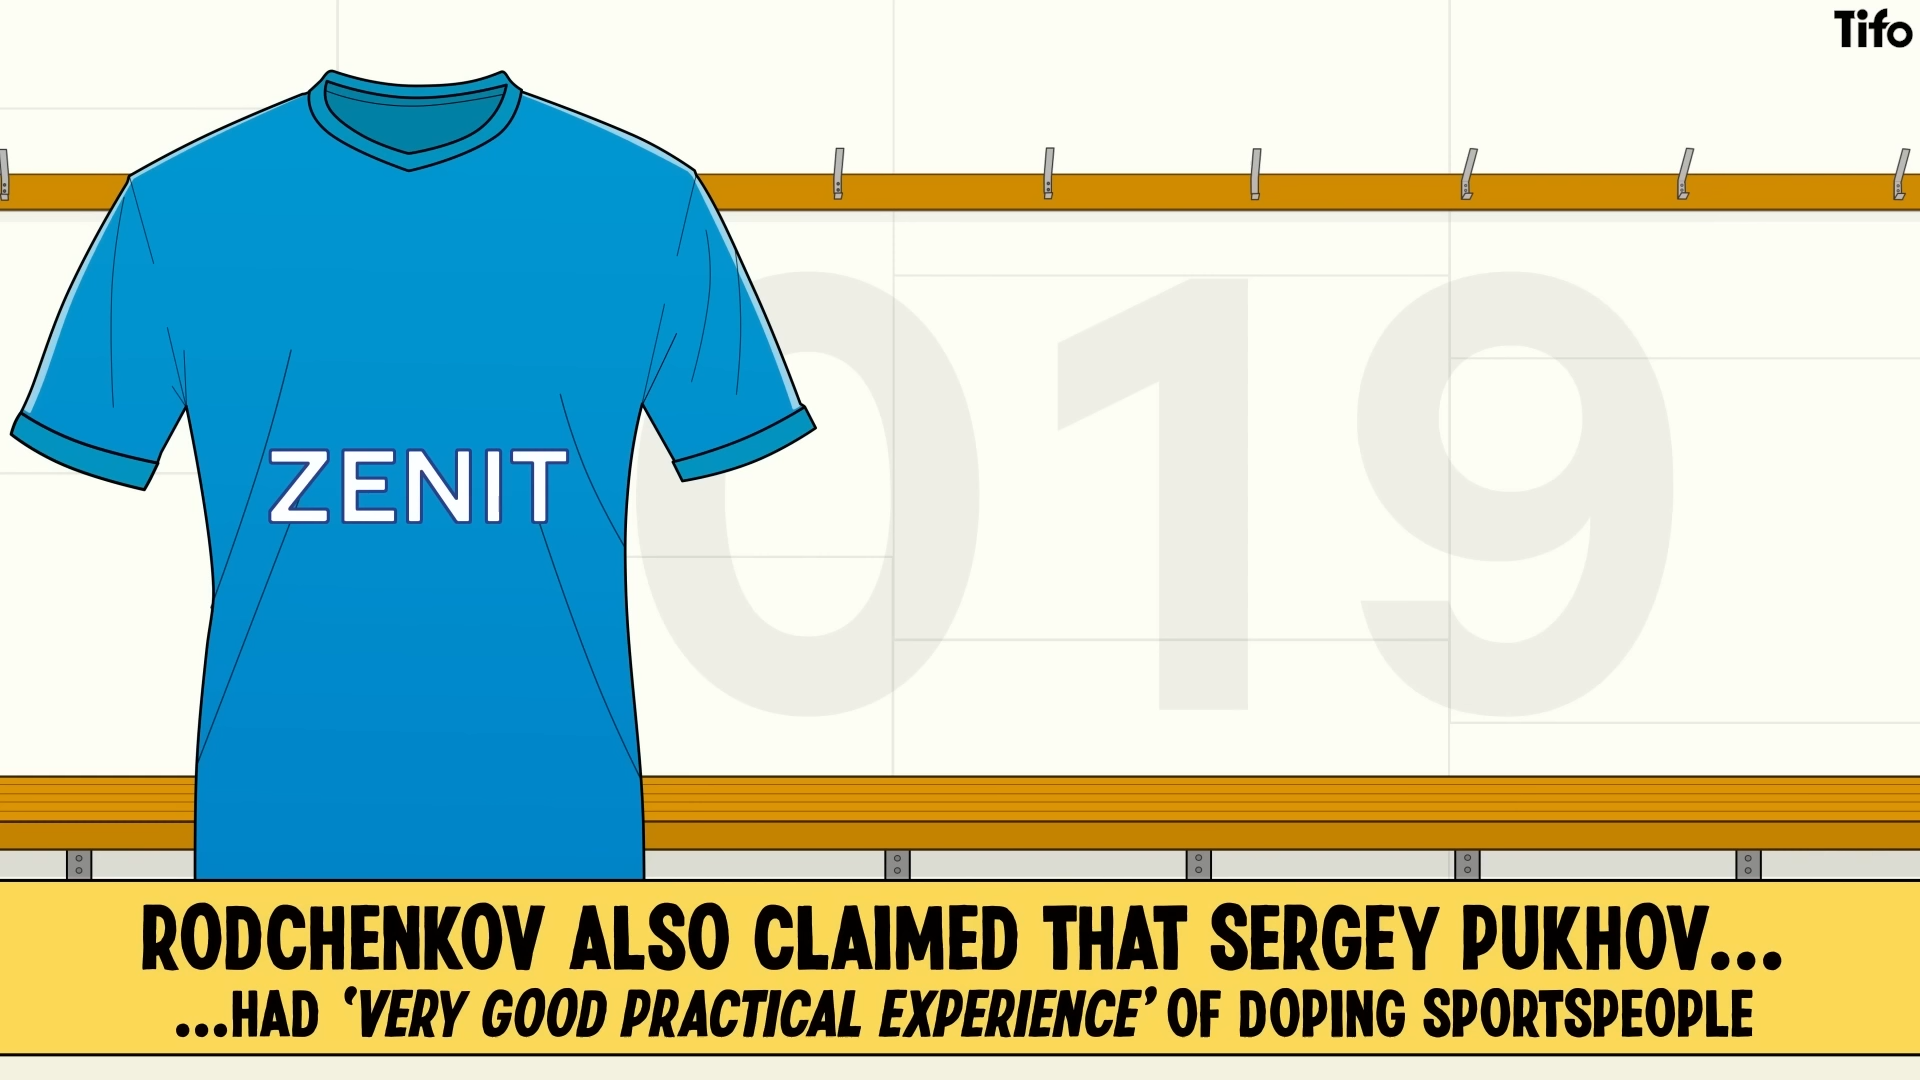 Tifo
019
ZENIT
RODCHENKOV ALSO CLAIMED THAT SERGEY PUKHOV...
...HAD ‘VERY GOOD PRACTICAL EXPERIENCE’ OF DOPING SPORTSPEOPLE